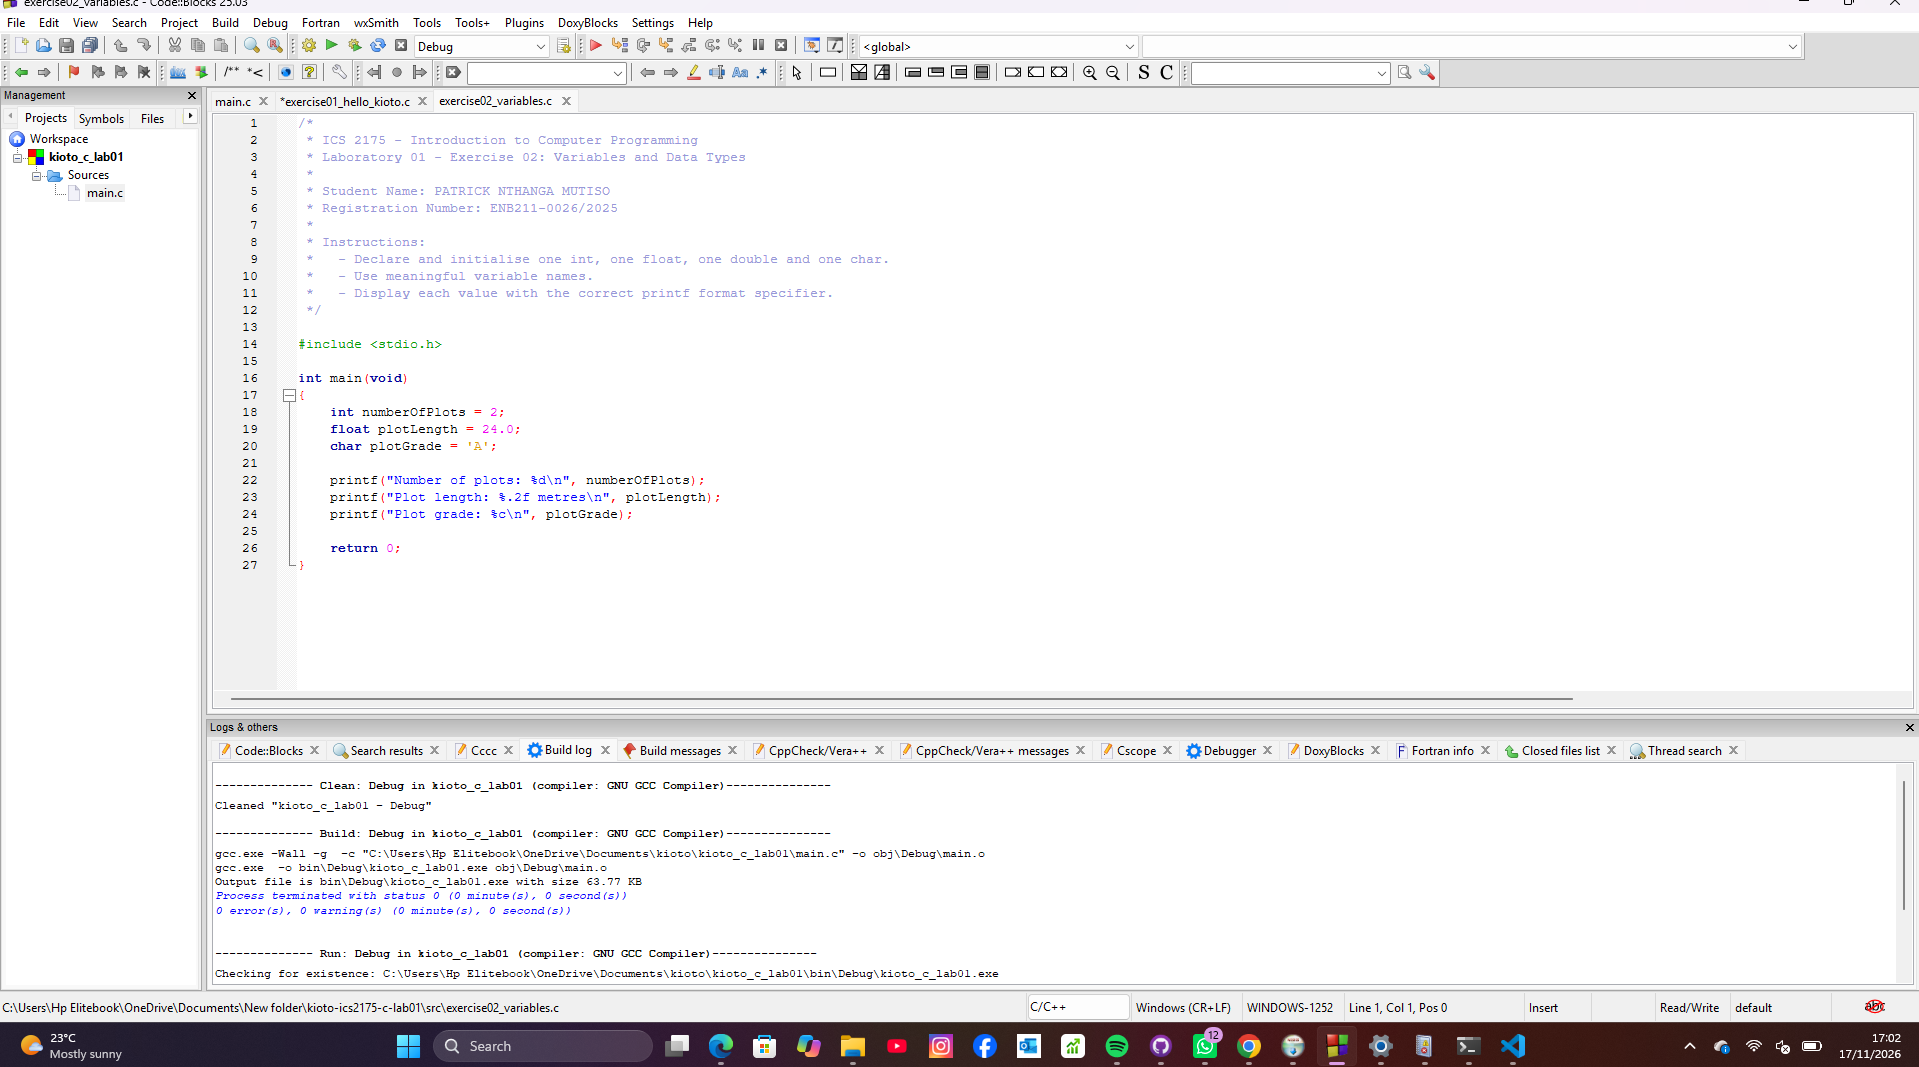 exercise02_variables.c - Code::Blocks 25.03
File Edit View Search Project Build Debug Fortran wxSmith Tools Tools+ Plugins DoxyBlocks Settings Help
Debug <global>
/** *< Aa .* S C
Management
Projects Symbols Files
Workspace
kioto_c_lab01
Sources
main.c
main.c *exercise01_hello_kioto.c exercise02_variables.c
1 /*
2 * ICS 2175 - Introduction to Computer Programming
3 * Laboratory 01 - Exercise 02: Variables and Data Types
4 *
5 * Student Name: PATRICK NTHANGA MUTISO
6 * Registration Number: ENB211-0026/2025
7 *
8 * Instructions:
9 *   - Declare and initialise one int, one float, one double and one char.
10 *   - Use meaningful variable names.
11 *   - Display each value with the correct printf format specifier.
12 */
13
14 #include <stdio.h>
15
16 int main(void)
17 {
18     int numberOfPlots = 2;
19     float plotLength = 24.0;
20     char plotGrade = 'A';
21
22     printf("Number of plots: %d\n", numberOfPlots);
23     printf("Plot length: %.2f metres\n", plotLength);
24     printf("Plot grade: %c\n", plotGrade);
25
26     return 0;
27 }
Logs & others
Code::Blocks Search results Cccc Build log Build messages CppCheck/Vera++ CppCheck/Vera++ messages Cscope Debugger DoxyBlocks Fortran info Closed files list Thread search
-------------- Clean: Debug in kioto_c_lab01 (compiler: GNU GCC Compiler)---------------
Cleaned "kioto_c_lab01 - Debug"
-------------- Build: Debug in kioto_c_lab01 (compiler: GNU GCC Compiler)---------------
gcc.exe -Wall -g  -c "C:\Users\Hp Elitebook\OneDrive\Documents\kioto\kioto_c_lab01\main.c" -o obj\Debug\main.o
gcc.exe  -o bin\Debug\kioto_c_lab01.exe obj\Debug\main.o
Output file is bin\Debug\kioto_c_lab01.exe with size 63.77 KB
Process terminated with status 0 (0 minute(s), 0 second(s))
0 error(s), 0 warning(s) (0 minute(s), 0 second(s))
-------------- Run: Debug in kioto_c_lab01 (compiler: GNU GCC Compiler)---------------
Checking for existence: C:\Users\Hp Elitebook\OneDrive\Documents\kioto\kioto_c_lab01\bin\Debug\kioto_c_lab01.exe
C:\Users\Hp Elitebook\OneDrive\Documents\New folder\kioto-ics2175-c-lab01\src\exercise02_variables.c C/C++ Windows (CR+LF) WINDOWS-1252 Line 1, Col 1, Pos 0 Insert Read/Write default abc
23°C
Mostly sunny
Search
12
17:02
17/11/2026